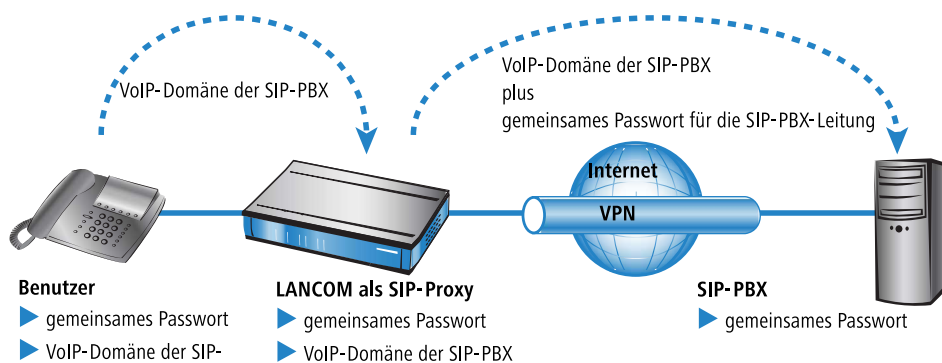 VoIP-Domäne der SIP-PBX
VoIP-Domäne der SIP-PBX
plus
gemeinsames Passwort für die SIP-PBX-Leitung
Internet
VPN
Benutzer
gemeinsames Passwort
VoIP-Domäne der SIP-
LANCOM als SIP-Proxy
gemeinsames Passwort
VoIP-Domäne der SIP-PBX
SIP-PBX
gemeinsames Passwort